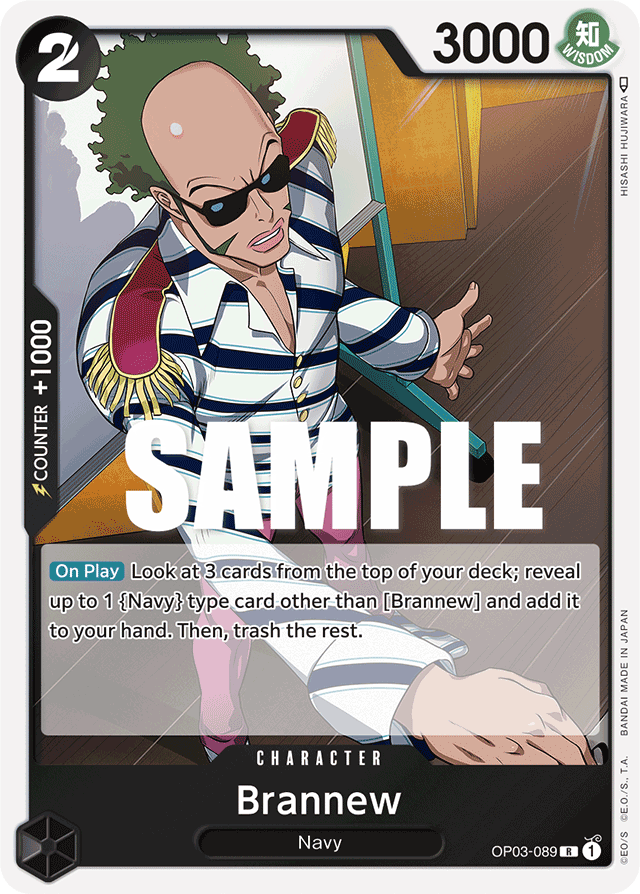 2
3000
知
WISDOM
HISASHI HUJIWARA
COUNTER +1000
SAMPLE
On Play Look at 3 cards from the top of your deck; reveal
up to 1 {Navy} type card other than [Brannew] and add it
to your hand. Then, trash the rest.
CHARACTER
Brannew
Navy
OP03-089 R 1
©E/S ©E.O./S., T.A. BANDAI MADE IN JAPAN